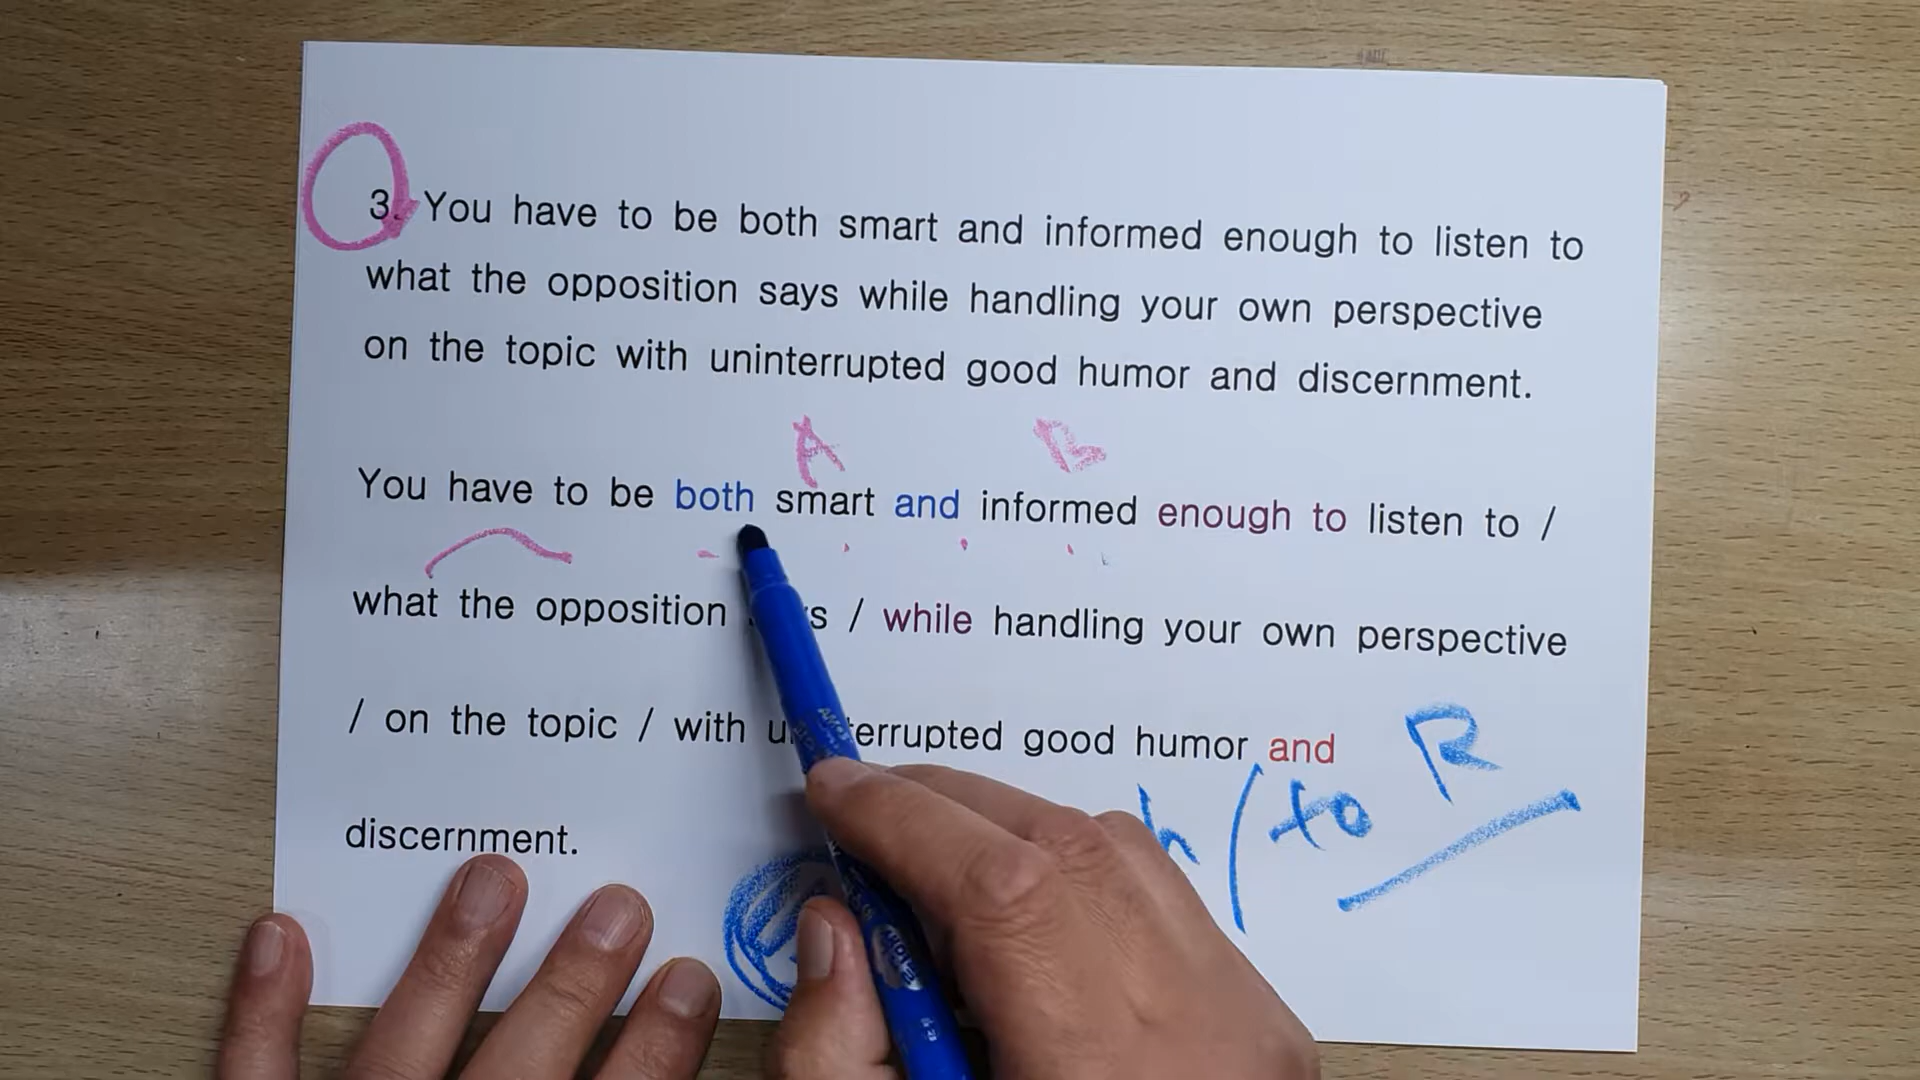 3. You have to be both smart and informed enough to listen to
what the opposition says while handling your own perspective
on the topic with uninterrupted good humor and discernment.
A B
You have to be both smart and informed enough to listen to /
what the opposition / while handling your own perspective
/ on the topic / with good humor and
R
h / to
discernment.